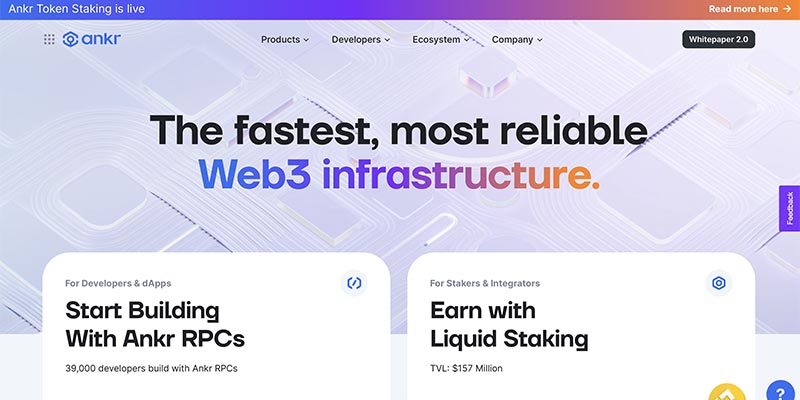 Ankr Token Staking is live
Read more here
ankr
Products
Developers
Ecosystem
Company
Whitepaper 2.0
The fastest, most reliable
Web3 infrastructure.
Feedback
For Developers & dApps
Start Building
With Ankr RPCs
39,000 developers build with Ankr RPCs
For Stakers & Integrators
Earn with
Liquid Staking
TVL: $157 Million
?